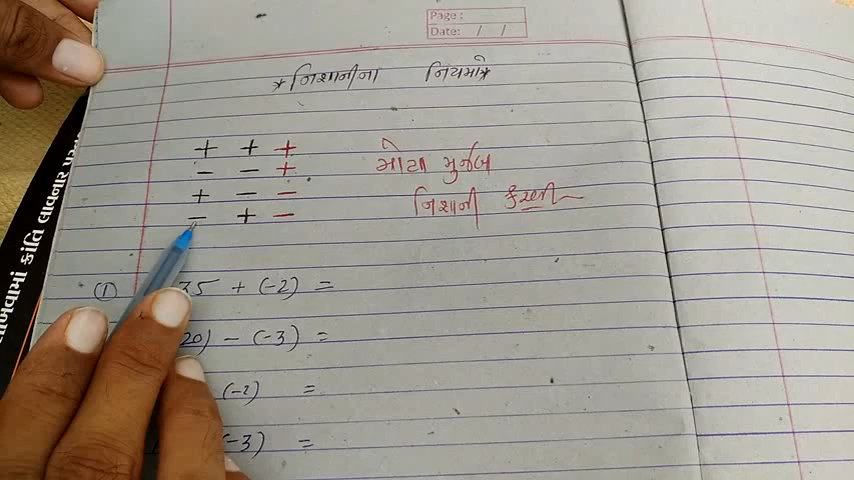 Page:
Date: / /
* નિશાનીના નિયમો *
+ + +
- - +
+ - -
- + -
મોટા મુજબ
નિશાની કરવી
① 35 + (-2) =
20) - (-3) =
(-2) =
-3) =